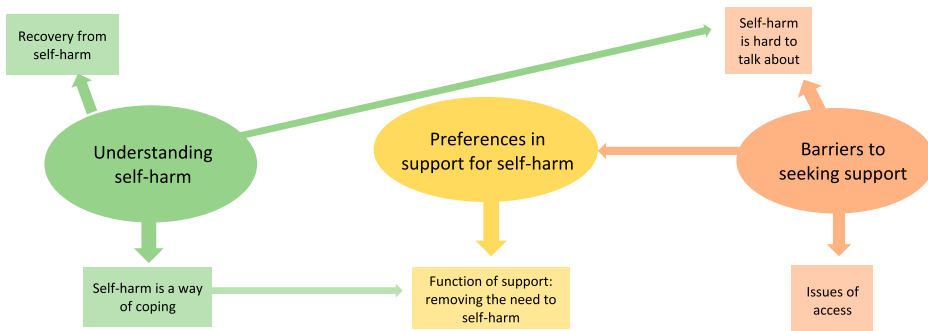 Recovery from
self-harm
Self-harm
is hard to
talk about
Understanding
self-harm
Preferences in
support for self-harm
Barriers to
seeking support
Self-harm is a way
of coping
Function of support:
removing the need to
self-harm
Issues of
access